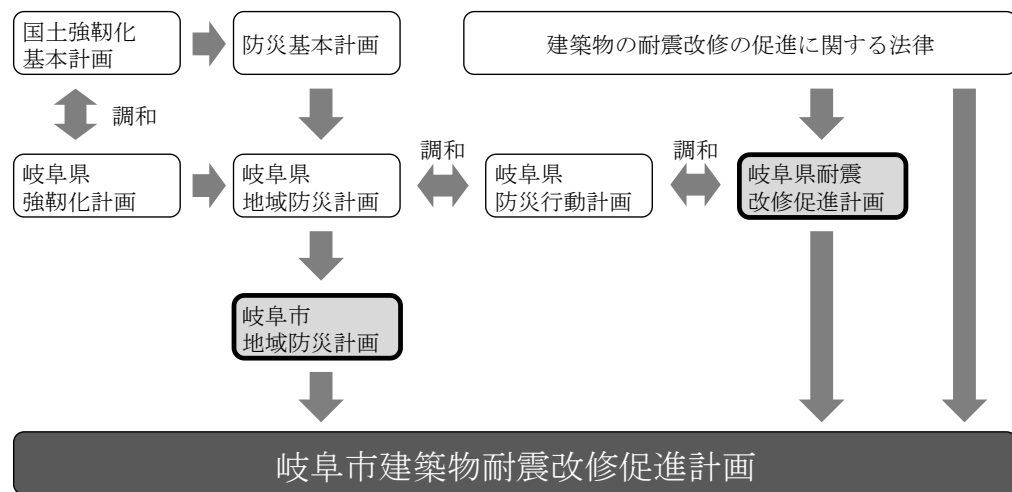 国土強靭化
基本計画
防災基本計画
建築物の耐震改修の促進に関する法律
調和
岐阜県
強靭化計画
岐阜県
地域防災計画
調和
岐阜県
防災行動計画
調和
岐阜県耐震
改修促進計画
岐阜市
地域防災計画
岐阜市建築物耐震改修促進計画